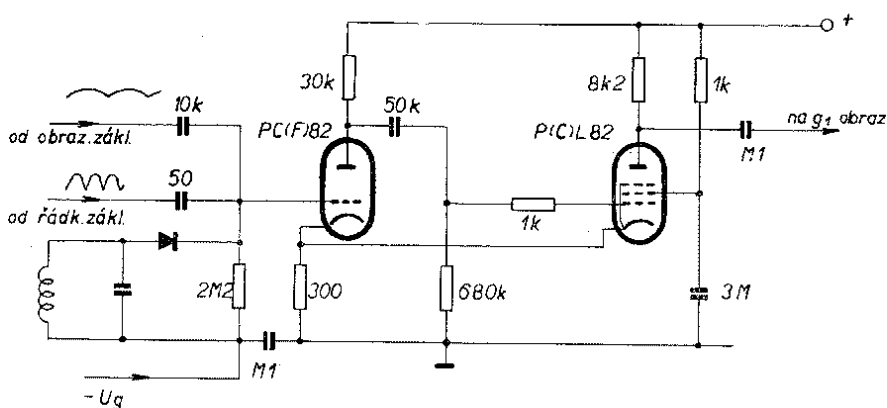 +
30k
8k2
1k
10k
50k
na g1 obraz
PC(F)82
P(C)L82
od obraz. zákl.
M1
50
od řádk. zákl.
1k
2M2
300
680k
3M
M1
-Ug